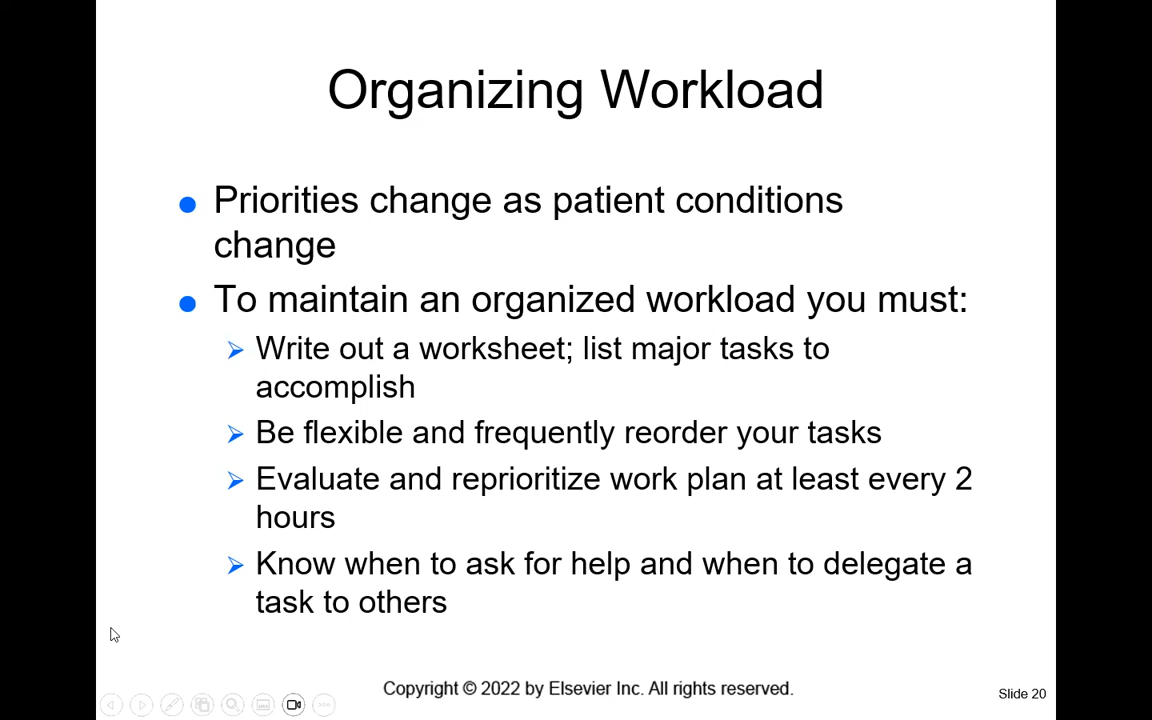 Organizing Workload
Priorities change as patient conditions
change
To maintain an organized workload you must:
Write out a worksheet; list major tasks to
accomplish
Be flexible and frequently reorder your tasks
Evaluate and reprioritize work plan at least every 2
hours
Know when to ask for help and when to delegate a
task to others
Copyright © 2022 by Elsevier Inc. All rights reserved.
Slide 20